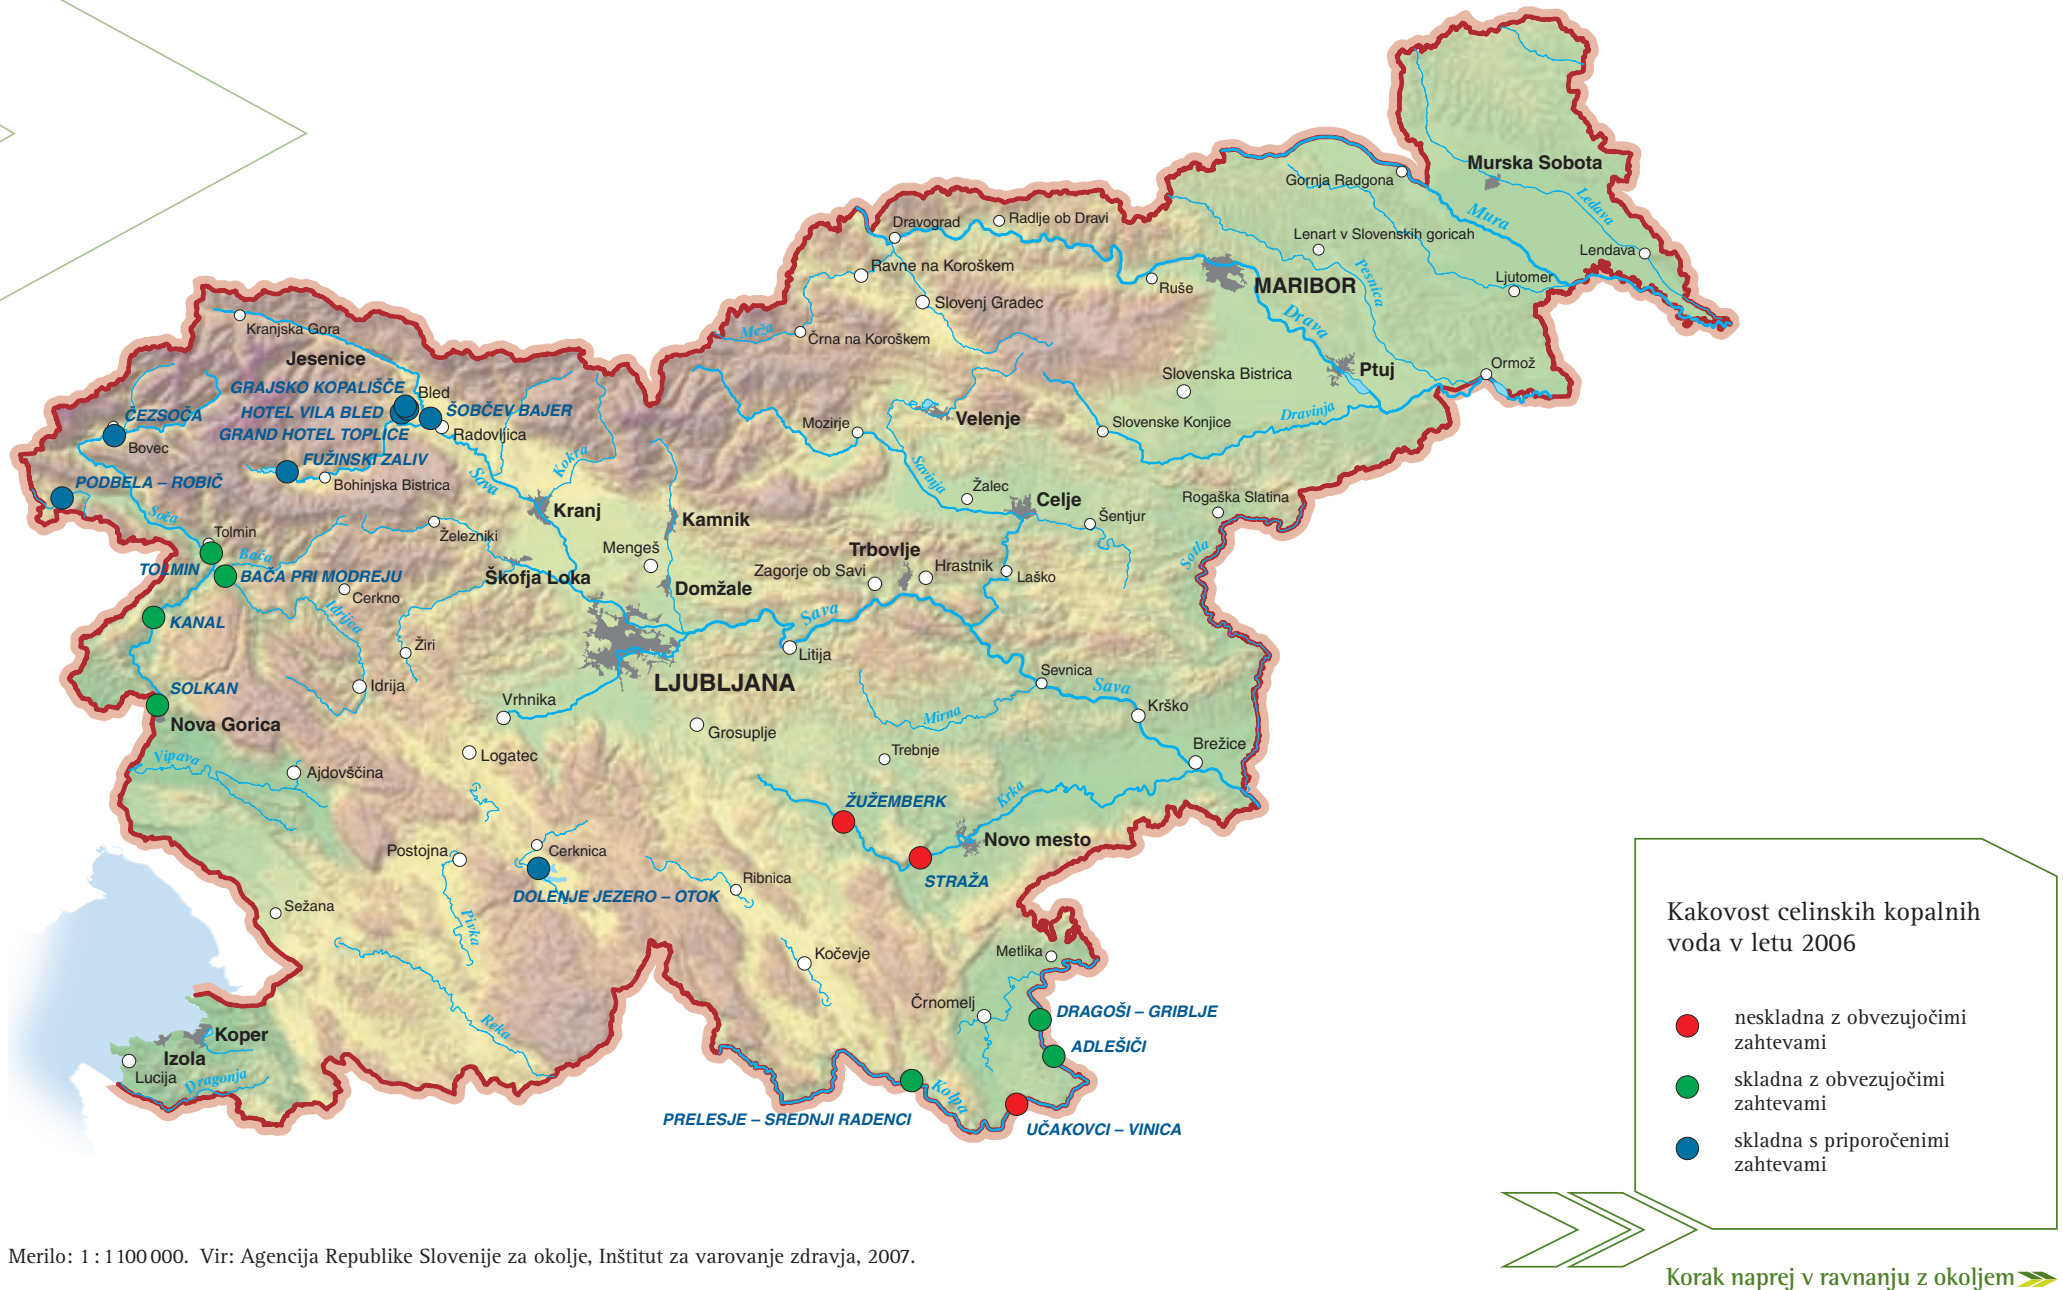 Murska Sobota
Gornja Radgona
Mura
Ledava
Dravograd
Radlje ob Dravi
Lenart v Slovenskih goricah
Lendava
Ravne na Koroškem
Pesnica
Ljutomer
Ruše
MARIBOR
Slovenj Gradec
Drava
Kranjska Gora
Meža
Črna na Koroškem
Jesenice
Ormož
Ptuj
Slovenska Bistrica
GRAJSKO KOPALIŠČE
Bled
HOTEL VILA BLED
ŠOBČEV BAJER
ČEZSOČA
Dravinja
Velenje
Mozirje
Slovenske Konjice
GRAND HOTEL TOPLICE
Radovljica
Bovec
FUŽINSKI ZALIV
Kokra
Savinja
Sava
PODBELA – ROBIČ
Bohinjska Bistrica
Žalec
Celje
Rogaška Slatina
Kranj
Soča
Kamnik
Šentjur
Tolmin
Železniki
Mengeš
Trbovlje
Sotla
Bača
TOLMIN
BAČA PRI MODREJU
Škofja Loka
Zagorje ob Savi
Hrastnik
Laško
Domžale
Cerkno
Idrijca
Sava
KANAL
Žiri
Litija
Sevnica
SOLKAN
Idrija
LJUBLJANA
Sava
Vrhnika
Krško
Mirna
Nova Gorica
Grosuplje
Brežice
Trebnje
Logatec
Vipava
Ajdovščina
Krka
ŽUŽEMBERK
Novo mesto
Postojna
Cerknica
STRAŽA
Ribnica
DOLENJE JEZERO – OTOK
Sežana
Pivka
Kočevje
Metlika
Črnomelj
DRAGOŠI – GRIBLJE
Reka
Koper
ADLEŠIČI
Izola
Lucija
Dragonja
Kolpa
PRELESJE – SREDNJI RADENCI
UČAKOVCI – VINICA
Kakovost celinskih kopalnih
voda v letu 2006
neskladna z obvezujočimi
zahtevami
skladna z obvezujočimi
zahtevami
skladna s priporočenimi
zahtevami
Merilo: 1 : 1 100 000. Vir: Agencija Republike Slovenije za okolje, Inštitut za varovanje zdravja, 2007.
Korak naprej v ravnanju z okoljem